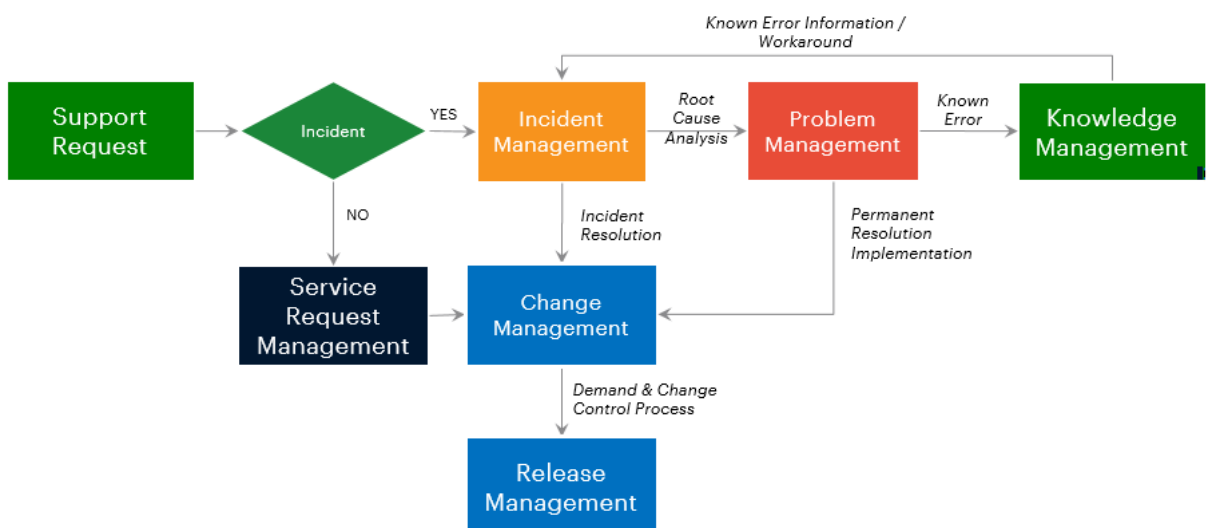 Known Error Information /
Workaround
Support
Request
Incident
YES
Incident
Management
Root
Cause
Analysis
Problem
Management
Known
Error
Knowledge
Management
NO
Incident
Resolution
Permanent
Resolution
Implementation
Service
Request
Management
Change
Management
Demand & Change
Control Process
Release
Management